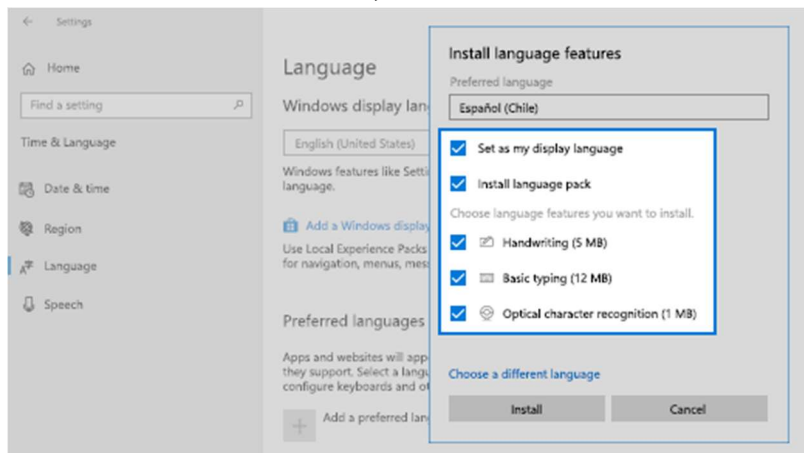 Settings
Home
Find a setting
Time & Language
Date & time
Region
Language
Speech
Language
Windows display lan
English (United States)
Windows features like Setti
language.
Add a Windows display
Use Local Experience Packs
for navigation, menus, mes
Preferred languages
Apps and websites will app
they support. Select a langu
configure keyboards and ot
Add a preferred lan
Install language features
Preferred language
Español (Chile)
Set as my display language
Install language pack
Choose language features you want to install.
Handwriting (5 MB)
Basic typing (12 MB)
Optical character recognition (1 MB)
Choose a different language
Install
Cancel